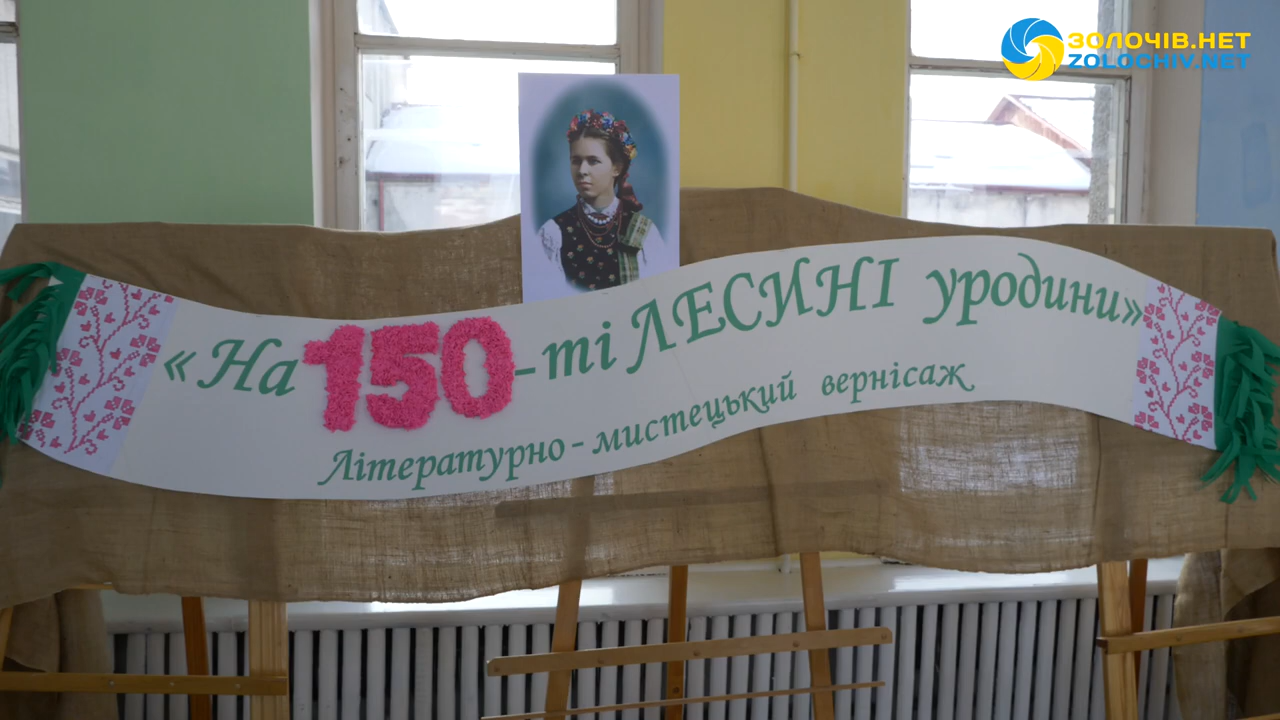 ЗОЛОЧІВ.НЕТ
ZOLOCHIV.NET
«На 150-ті ЛЕСИНІ уродини»
Літературно-мистецький вернісаж